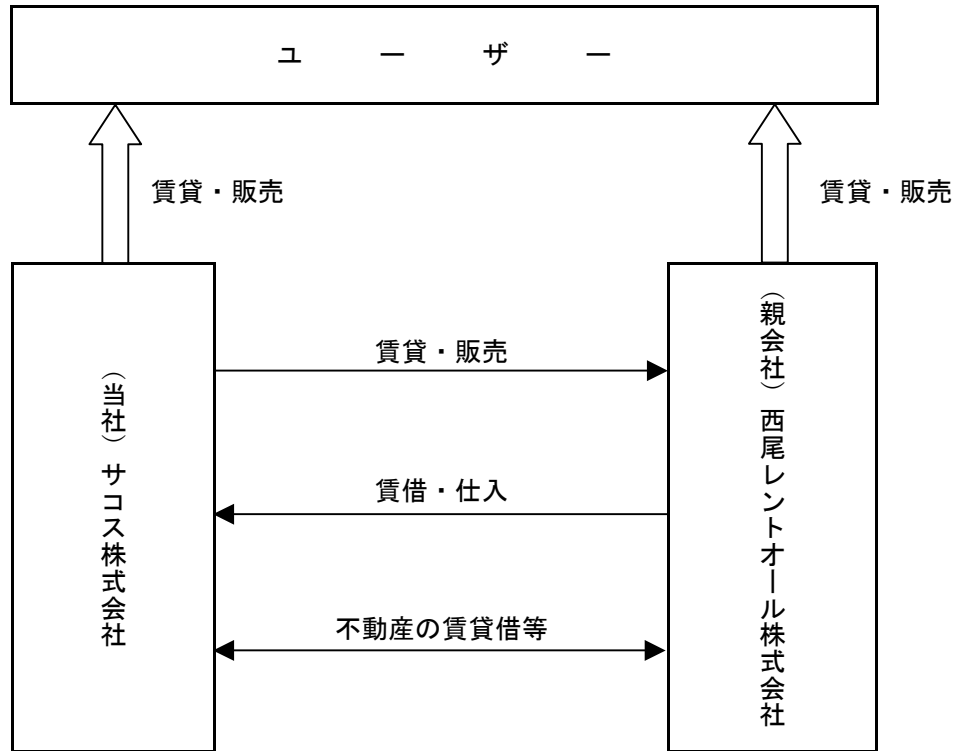 ユーザー
賃貸・販売
賃貸・販売
(当社)サコス株式会社
賃貸・販売
賃借・仕入
不動産の賃貸借等
(親会社)西尾レントオール株式会社